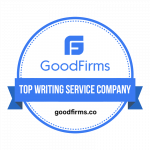 GoodFirms
TOP WRITING SERVICE COMPANY
goodfirms.co